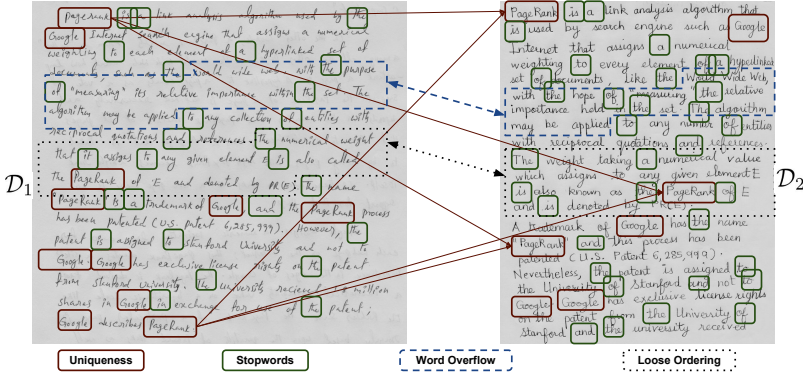 PageRank is a link analysis algorithm used by the
Google Internet search engine that assigns a numerical
weighting to each element of a hyperlinked set of
documents such as the world wide web with the purpose
of "measuring" its relative importance within the set The
algorithm may be applied to any collection of entities with
reciprocal quotations and references. the numerical weight
that it assigns to any given element E is also called
the PageRank of E and denoted by PR(E). The name
PageRank is a trademark of Google and the PageRank process
has been patented (U.S. patent 6,285,999). However, the
patent is assigned to Stanford University and not to
Google. Google has exclusive license rights on the patent
from stanford university. The university recieved million
shares in Google in exchange for use of the patent;
Google describes PageRank:
D1
PageRank is a link analysis algorithm that
is used by search engine such as Google
Internet that assigns a numerical
weighting to every element of a hyperlinked
set of documents, like the World Wide Web,
with the hope of measuring "the relative
importance hold in the set. The algorithm
may be applied to any number of entities
with reciprocal quotations and references.
The weight taking a numerical value
which assigns to any given element E
is also known as the PageRank of E
and is denoted by PR(E).
A trademark of Google has the name
"PageRank" and this process has been
patented (U.S. Patent 6,285,999).
Nevertheless, the patent is assigned to
the University of Stanford and not to
Google. Google has exclusive license rights
on the patent from the University of
Stanford and the university received
D2
Uniqueness
Stopwords
Word Overflow
Loose Ordering